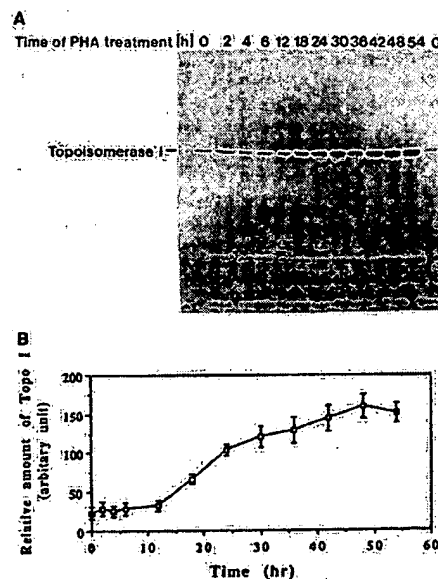 A
Time of PHA treatment [h] 0 2 4 6 12 18 24 30 36 42 48 54 0
Topoisomerase I
B
Relative amount of Topo I
(arbitary unit)
200
150
100
50
0
0 10 20 30 40 50 60
Time (hr)